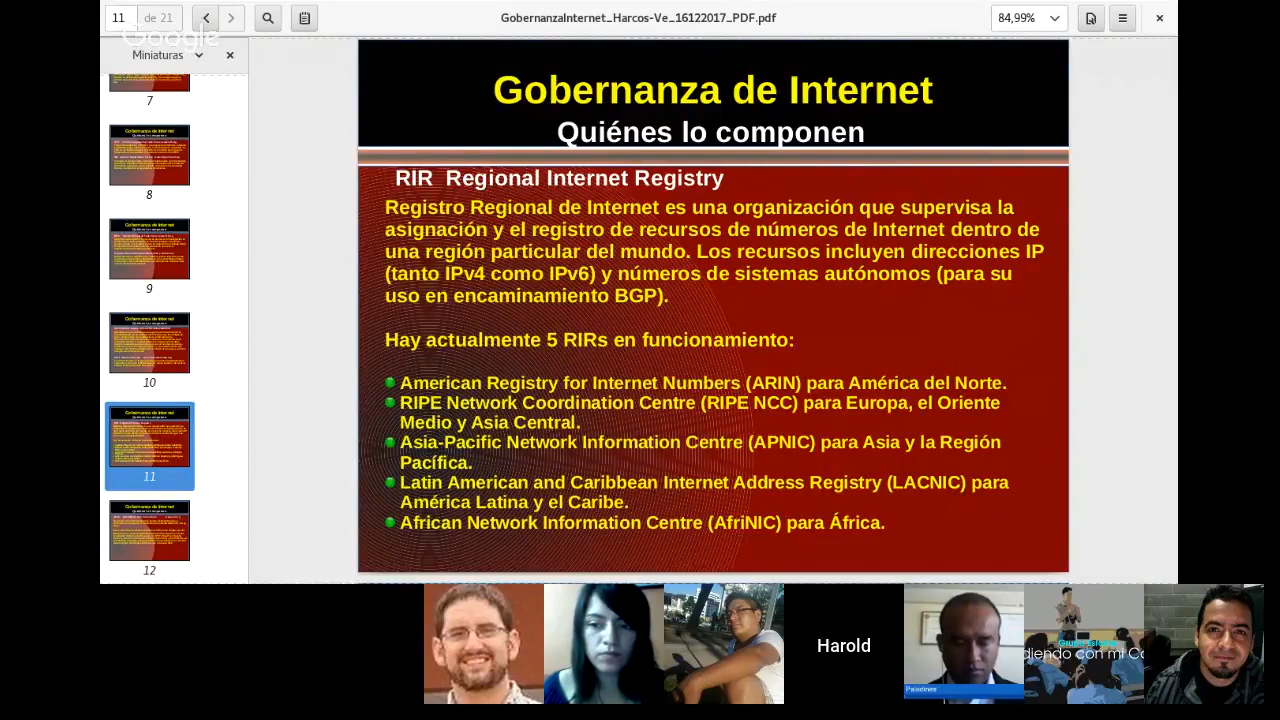 11 de 21
GobernanzaInternet_Harcos-Ve_16122017_PDF.pdf
84,99%
Google
Miniaturas
7
8
9
10
11
12
Gobernanza de Internet
Quiénes lo componen
RIR Regional Internet Registry
Registro Regional de Internet es una organización que supervisa la
asignación y el registro de recursos de números de Internet dentro de
una región particular del mundo. Los recursos incluyen direcciones IP
(tanto IPv4 como IPv6) y números de sistemas autónomos (para su
uso en encaminamiento BGP).
Hay actualmente 5 RIRs en funcionamiento:
American Registry for Internet Numbers (ARIN) para América del Norte.
RIPE Network Coordination Centre (RIPE NCC) para Europa, el Oriente
Medio y Asia Central.
Asia-Pacific Network Information Centre (APNIC) para Asia y la Región
Pacífica.
Latin American and Caribbean Internet Address Registry (LACNIC) para
América Latina y el Caribe.
African Network Information Centre (AfriNIC) para África.
Harold
Paladines
diendo con mi Co